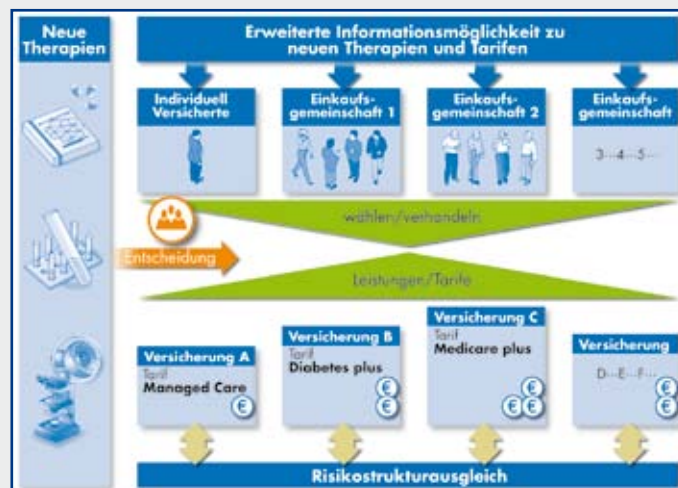 Neue
Therapien
Erweiterte Informationsmöglichkeit zu
neuen Therapien und Tarifen
Individuell
Versicherte
Einkaufs-
gemeinschaft 1
Einkaufs-
gemeinschaft 2
Einkaufs-
gemeinschaft
3...4...5...
wählen/verhandeln
Entscheidung
Leistungen/Tarife
Versicherung A
Tarif
Managed Care
€
Versicherung B
Tarif
Diabetes plus
€
€
Versicherung C
Tarif
Medicare plus
€
€€
Versicherung
D...E...F...
€
€
Risikostrukturausgleich